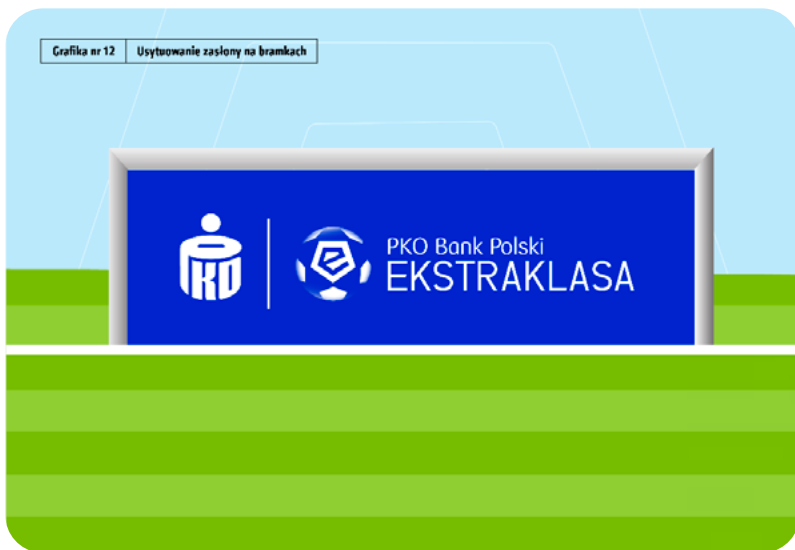 Grafika nr 12 Usytuowanie zasłony na bramkach
PKO
PKO Bank Polski
EKSTRAKLASA